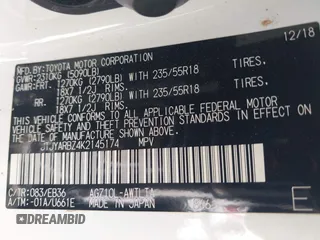 MFD.BY:TOYOTA MOTOR CORPORATION 12/18
GVWR:2310KG (5090LB)
GAWR:FRT. 1270KG (2790LB) WITH 235/55R18 TIRES,
18X7 1/2J RIMS,
RR. 1270KG (2790LB) WITH 235/55R18 TIRES,
18X7 1/2J RIMS,
THIS VEHICLE CONFORMS TO ALL APPLICABLE FEDERAL MOTOR
VEHICLE SAFETY, BUMPER, AND THEFT PREVENTION
STANDARDS IN EFFECT ON THE DATE
OF MANUFACTURE SHOWN ABOVE.
JTJYARBZ4K2145174 MPV
C/TR:083/EB36 AGZ10L-AWTLTA
A/TM:-01A/U661E MADE IN JAPAN E
DEALERSHIP